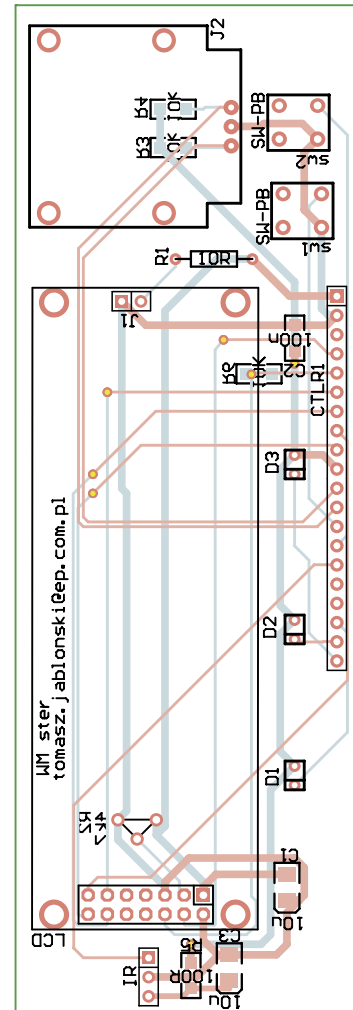 J2
R4
10K
R3
10K
SW-PB
sw2
SW-PB
sw1
R1
10R
J1
100n
C2
R6
10K
CTLR1
D3
D2
D1
WM ster
tomasz.jablonski@ep.com.pl
R2
4k7
C1
10u
LCD
IR
R5
100R
C3
10u